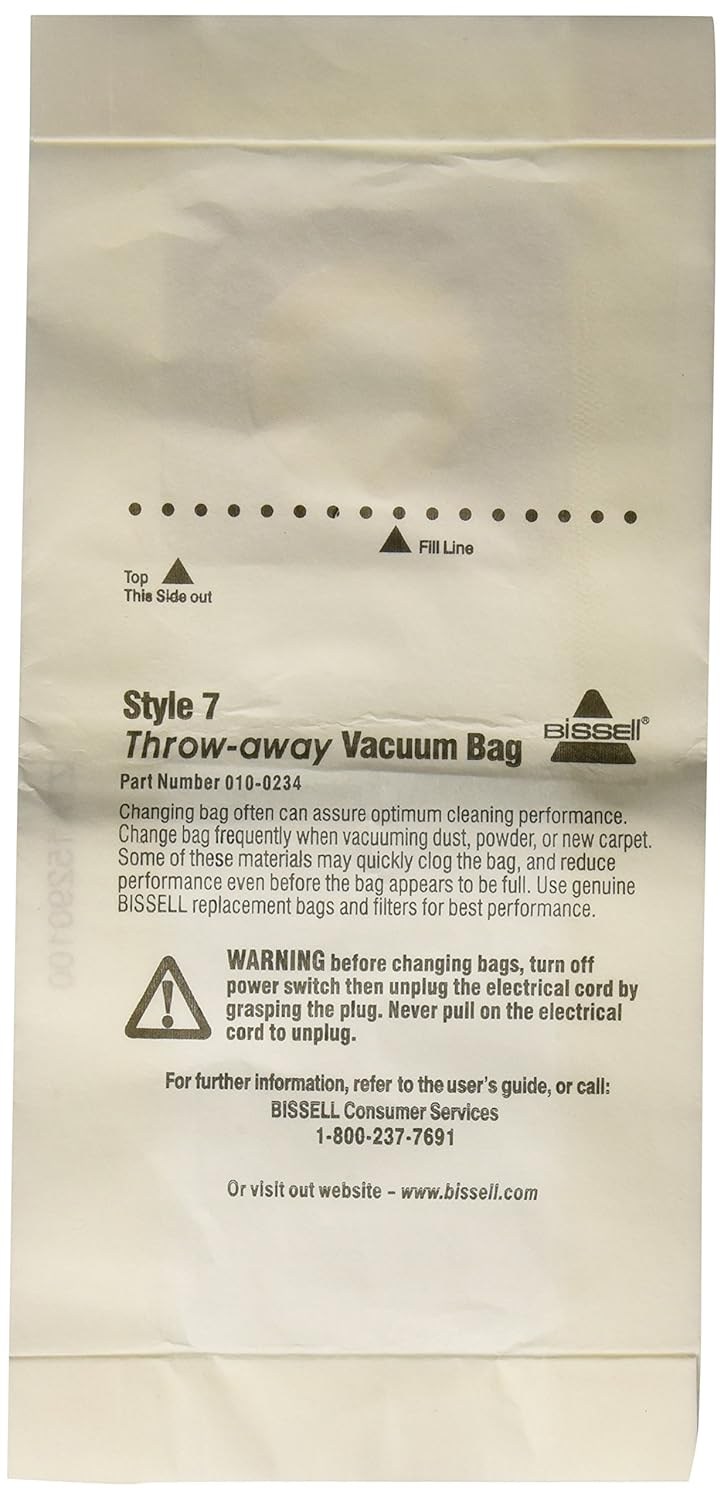 Fill Line
Top
This Side out
Style 7
BISSELL®
Throw-away Vacuum Bag
Part Number 010-0234
Changing bag often can assure optimum cleaning performance.
Change bag frequently when vacuuming dust, powder, or new carpet.
Some of these materials may quickly clog the bag, and reduce
performance even before the bag appears to be full. Use genuine
BISSELL replacement bags and filters for best performance.
WARNING before changing bags, turn off
power switch then unplug the electrical cord by
grasping the plug. Never pull on the electrical
cord to unplug.
For further information, refer to the user's guide, or call:
BISSELL Consumer Services
1-800-237-7691
Or visit out website – www.bissell.com